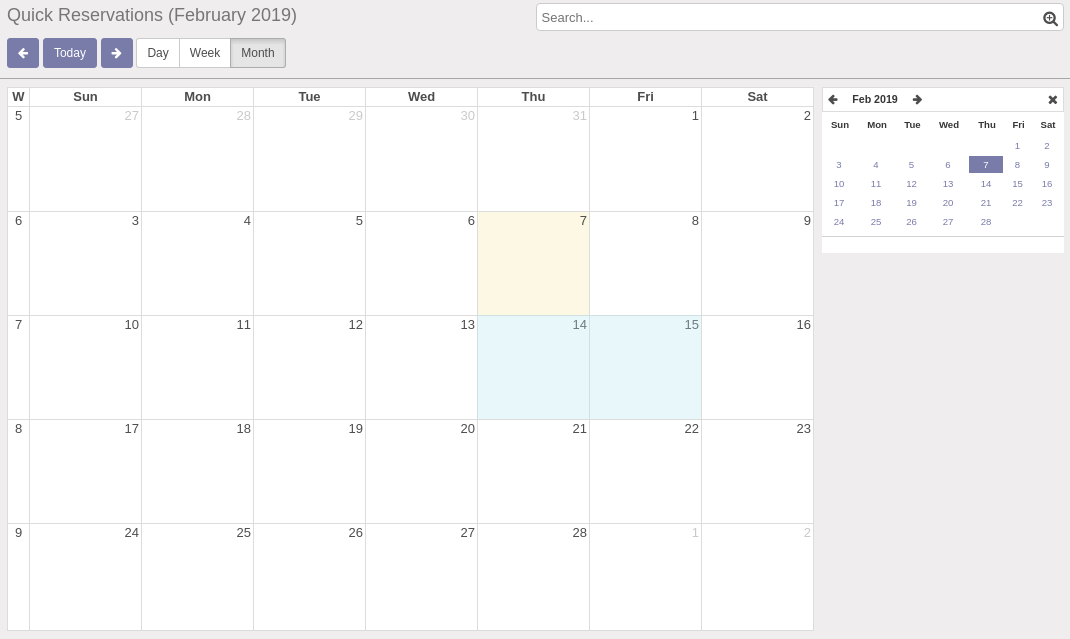 Quick Reservations (February 2019)
Search...
Today Day Week Month
W Sun Mon Tue Wed Thu Fri Sat
5 27 28 29 30 31 1 2
6 3 4 5 6 7 8 9
7 10 11 12 13 14 15 16
8 17 18 19 20 21 22 23
9 24 25 26 27 28 1 2
Feb 2019
Sun Mon Tue Wed Thu Fri Sat
1 2
3 4 5 6 7 8 9
10 11 12 13 14 15 16
17 18 19 20 21 22 23
24 25 26 27 28